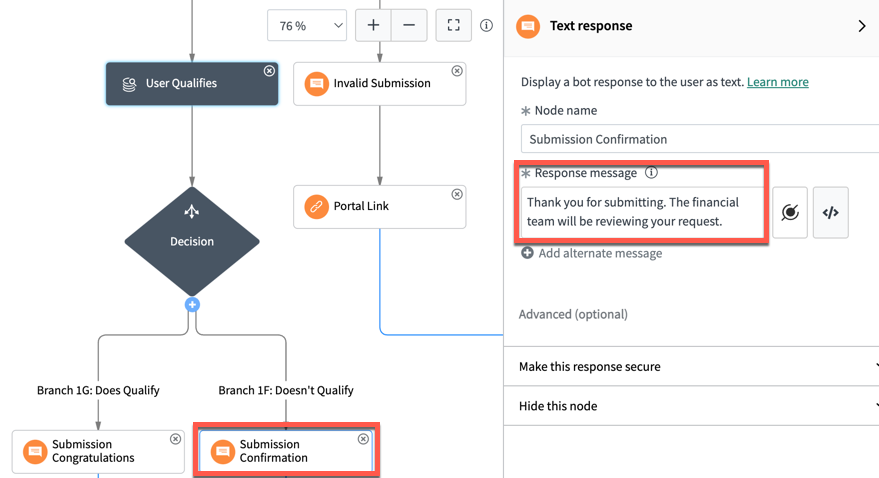 76 %
User Qualifies
Invalid Submission
Portal Link
Decision
Branch 1G: Does Qualify
Branch 1F: Doesn't Qualify
Submission
Congratulations
Submission
Confirmation
Text response
Display a bot response to the user as text. Learn more
Node name
Submission Confirmation
Response message
Thank you for submitting. The financial
team will be reviewing your request.
Add alternate message
Advanced (optional)
Make this response secure
Hide this node